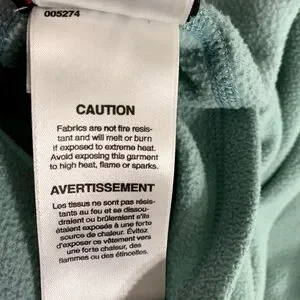 005274
CAUTION
Fabrics are not fire resis-
tant and will melt or burn
if exposed to extreme heat.
Avoid exposing this garment
to high heat, flame or sparks.
AVERTISSEMENT
Les tissus ne sont pas résis-
tants au feu et se dissou-
draient ou brûleraient s'ils
étaient exposés à une forte
source de chaleur. Évitez
d'exposer ce vêtement vers
une forte chaleur, des
flammes ou des étincelles.